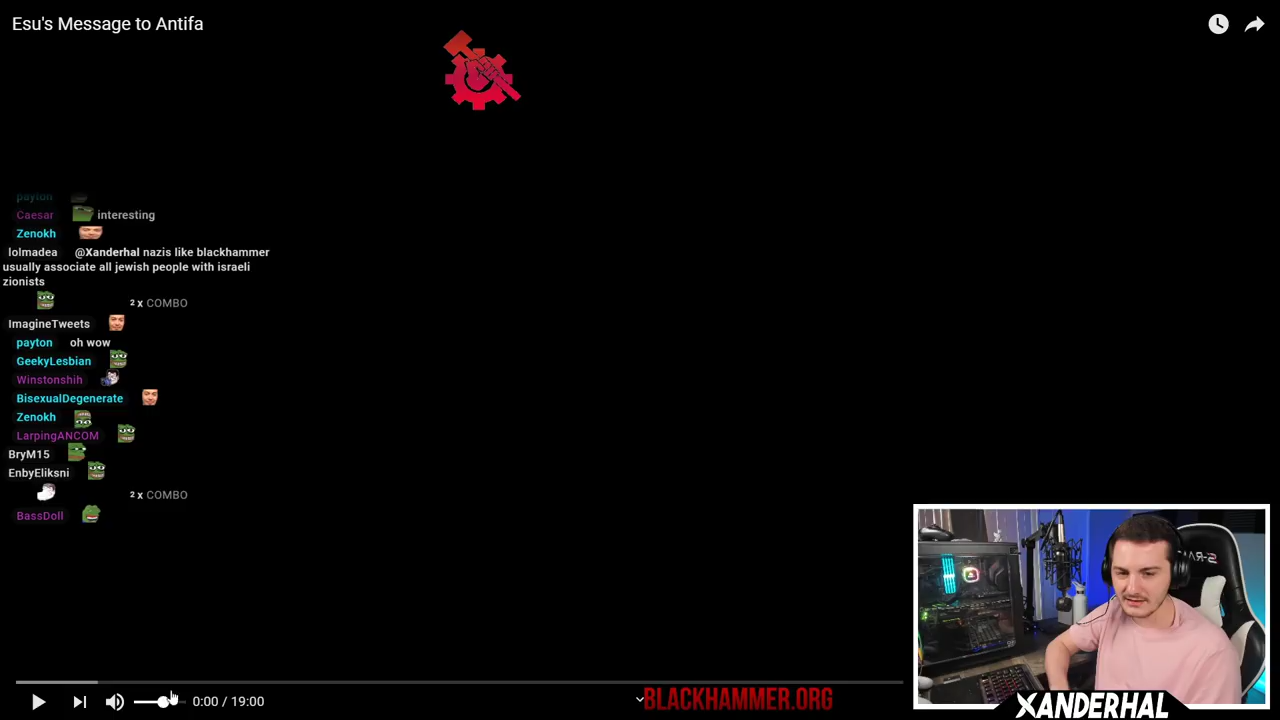 Esu's Message to Antifa
payton
Caesar interesting
Zenokh
lolmadea @Xanderhal nazis like blackhammer
usually associate all jewish people with israeli
zionists
2 x COMBO
ImagineTweets
payton oh wow
GeekyLesbian
Winstonshih
BisexualDegenerate
Zenokh
LarpingANCOM
BryM15
EnbyEliksni
2 x COMBO
BassDoll
0:00 / 19:00
BLACKHAMMER.ORG
XANDERHAL